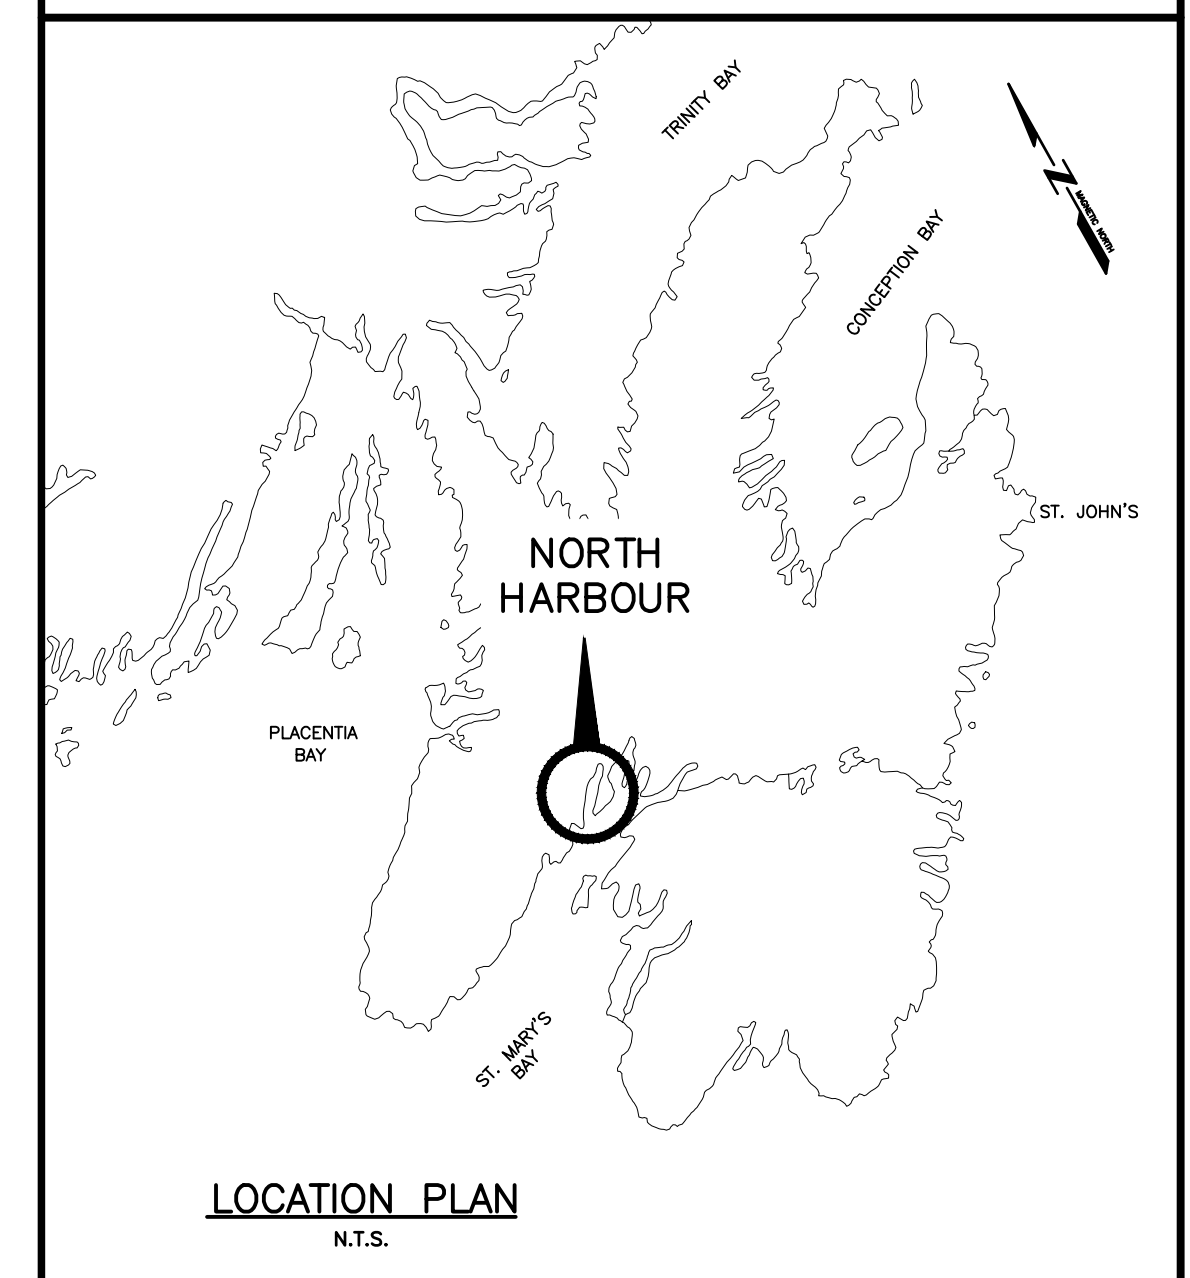 TRINITY BAY
MAGNETIC NORTH
CONCEPTION BAY
ST. JOHN'S
NORTH
HARBOUR
PLACENTIA
BAY
ST. MARY'S
BAY
LOCATION PLAN
N.T.S.